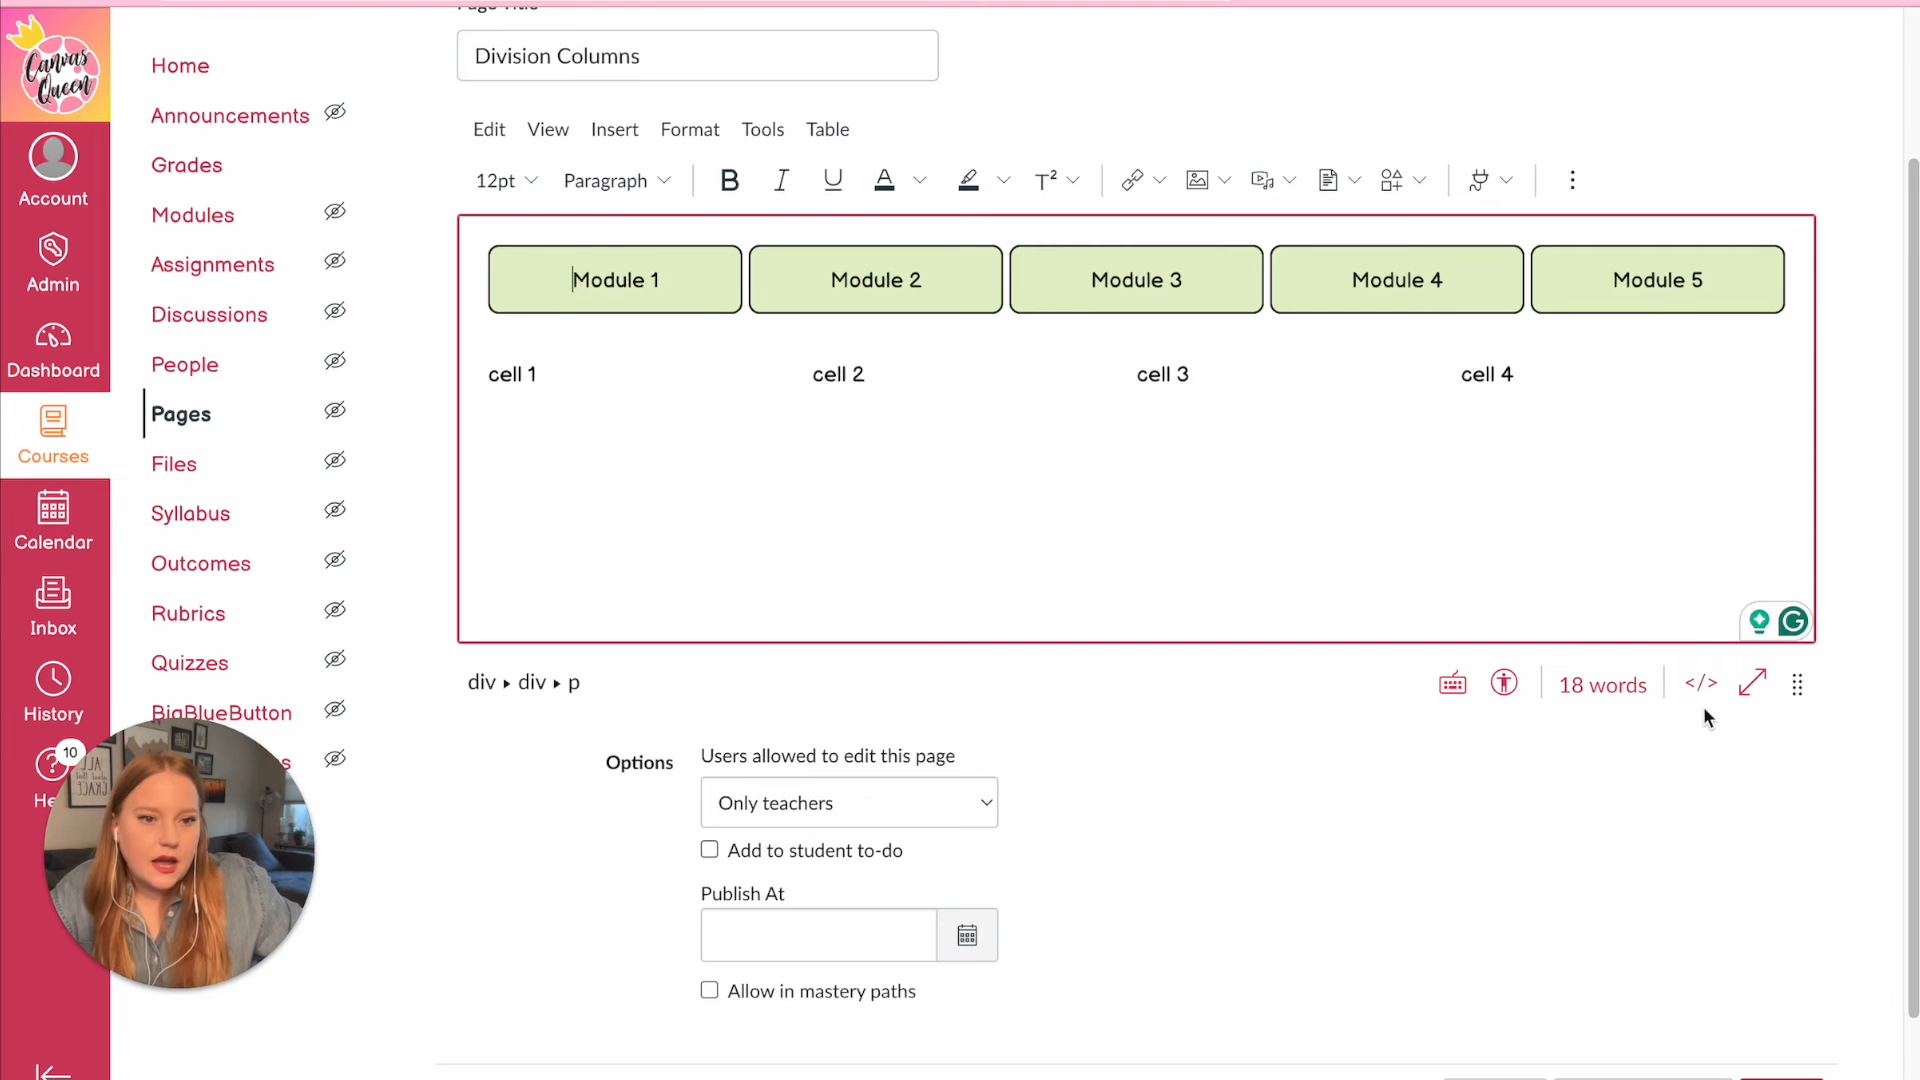 Page Title
Division Columns
Canvas
Queen
Account
Admin
Dashboard
Courses
Calendar
Inbox
History
10
Home
Announcements
Grades
Modules
Assignments
Discussions
People
Pages
Files
Syllabus
Outcomes
Rubrics
Quizzes
BigBlueButton
Edit View Insert Format Tools Table
12pt Paragraph B I U A T²
Module 1 Module 2 Module 3 Module 4 Module 5
cell 1 cell 2 cell 3 cell 4
div ▸ div ▸ p
18 words </>
Options
Users allowed to edit this page
Only teachers
Add to student to-do
Publish At
Allow in mastery paths